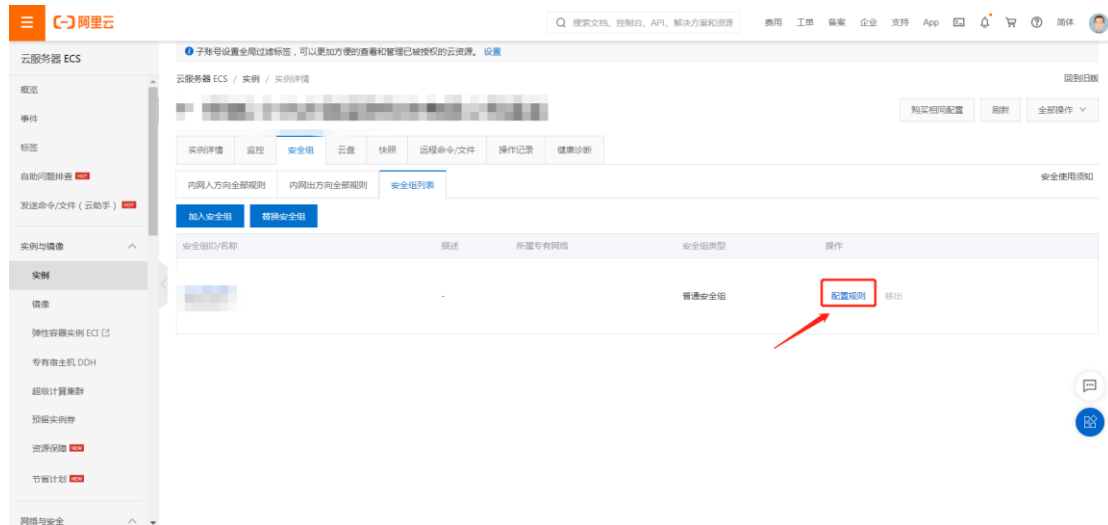 阿里云
搜索文档、控制台、API、解决方案和资源
费用 工单 备案 企业 支持 App 简体
云服务器 ECS
概览
事件
标签
自助问题排查 HOT
发送命令/文件（云助手） HOT
实例与镜像
实例
镜像
弹性容器实例 ECI
专有宿主机 DDH
超级计算集群
预留实例券
资源保障 NEW
节省计划 NEW
网络与安全
子账号设置全局过滤标签，可以更加方便的查看和管理已被授权的云资源。 设置
云服务器 ECS / 实例 / 实例详情
回到旧版
购买相同配置 刷新 全部操作
实例详情 监控 安全组 云盘 快照 远程命令/文件 操作记录 健康诊断
内网入方向全部规则 内网出方向全部规则 安全组列表
安全使用须知
加入安全组 替换安全组
安全组ID/名称 描述 所属专有网络 安全组类型 操作
- 普通安全组 配置规则 移出